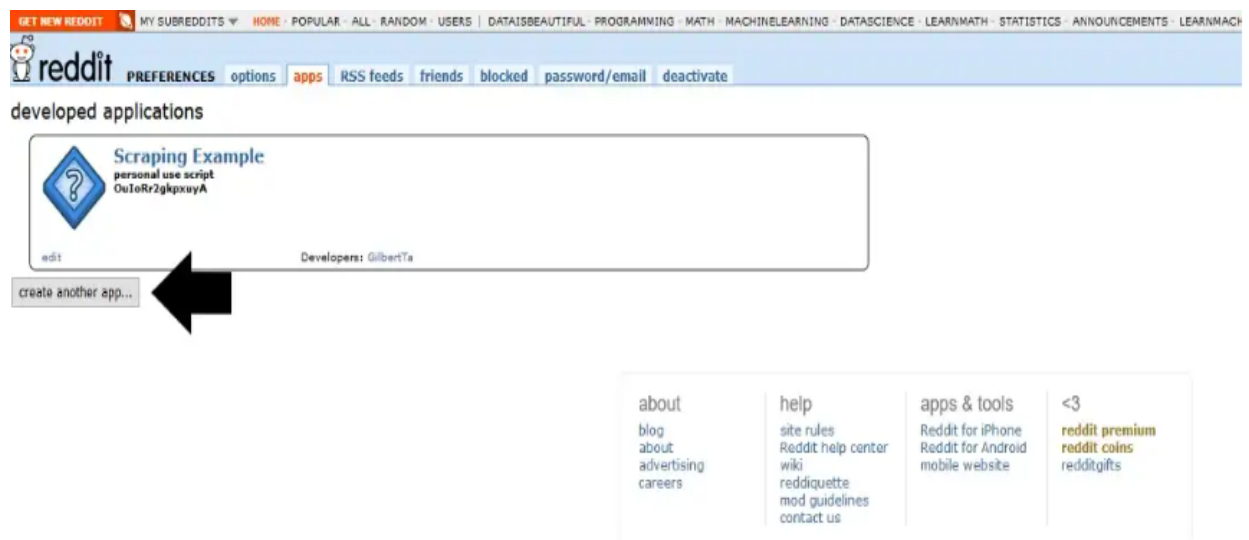 GET NEW REDDIT MY SUBREDDITS ▼ HOME - POPULAR - ALL - RANDOM - USERS | DATAISBEAUTIFUL - PROGRAMMING - MATH - MACHINELEARNING - DATASCIENCE - LEARNMATH - STATISTICS - ANNOUNCEMENTS - LEARNMACH
reddit PREFERENCES options apps RSS feeds friends blocked password/email deactivate
developed applications
Scraping Example
personal use script
OuIoRr2gkpxuyA
?
edit Developers: GilbertTa
create another app...
about
blog
about
advertising
careers
help
site rules
Reddit help center
wiki
reddiquette
mod guidelines
contact us
apps & tools
Reddit for iPhone
Reddit for Android
mobile website
<3
reddit premium
reddit coins
redditgifts